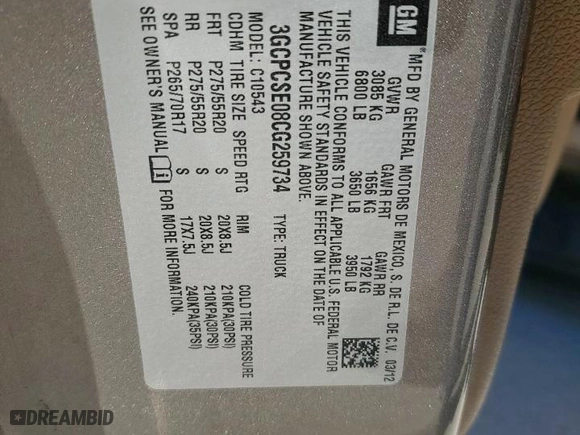 GM
® MFD BY GENERAL MOTORS DE MEXICO, S. DE R.L. DE C.V. 03/12
GVWR GAWR FRT GAWR RR
3085 KG 1656 KG 1792 KG
6800 LB 3650 LB 3950 LB
THIS VEHICLE CONFORMS TO ALL APPLICABLE U.S. FEDERAL MOTOR
VEHICLE SAFETY STANDARDS IN EFFECT ON THE DATE OF
MANUFACTURE SHOWN ABOVE.
3GCPCSE08CG259734 TYPE: TRUCK
MODEL: C10543
CDHM TIRE SIZE SPEED RTG RIM COLD TIRE PRESSURE
FRT P275/55R20 S 20X8.5J 210KPA(30PSI)
RR P275/55R20 S 20X8.5J 210KPA(30PSI)
SPA P265/70R17 S 17X7.5J 240KPA(35PSI)
SEE OWNER'S MANUAL i FOR MORE INFORMATION.
DREAMBID